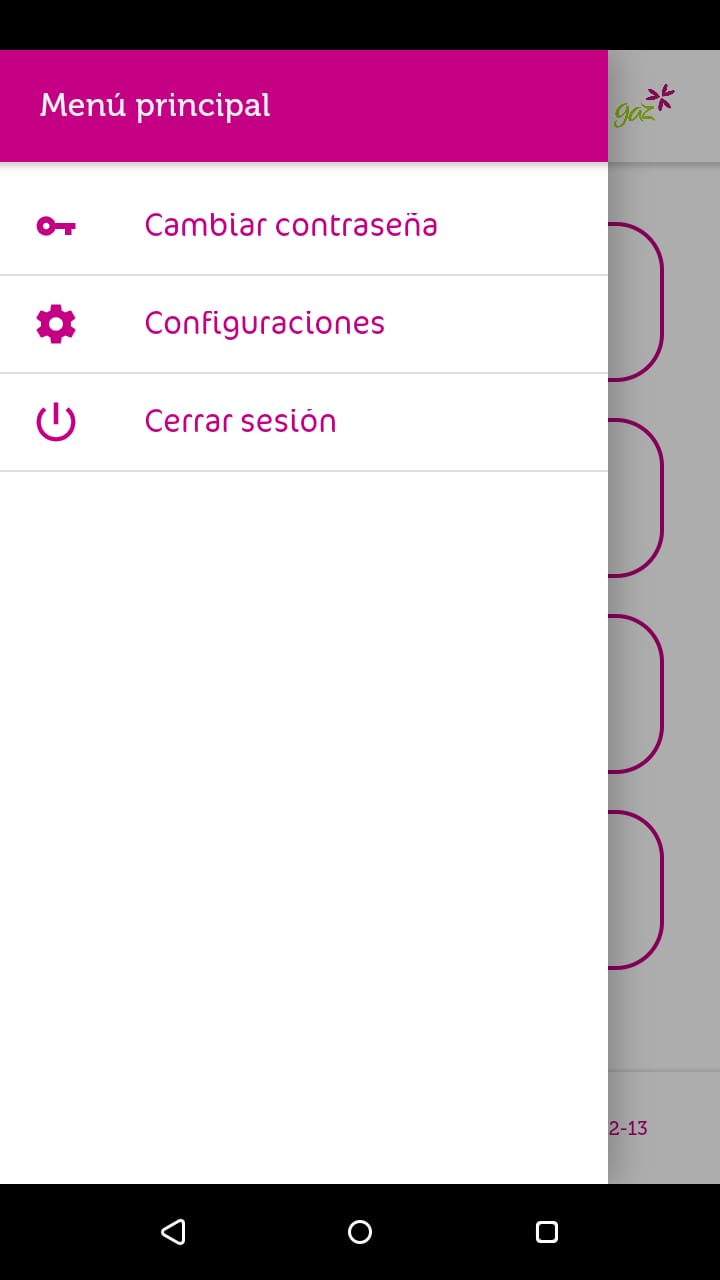 Menú principal
gaz
Cambiar contraseña
Configuraciones
Cerrar sesión
2-13